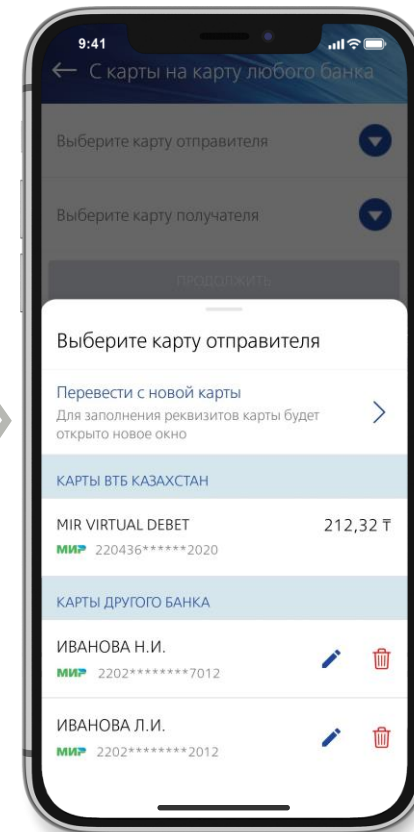 9:41
С карты на карту любого банка
Выберите карту отправителя
Выберите карту получателя
ПРОДОЛЖИТЬ
Выберите карту отправителя
Перевести с новой карты
Для заполнения реквизитов карты будет
открыто новое окно
КАРТЫ ВТБ КАЗАХСТАН
MIR VIRTUAL DEBET 212,32 ₸
МИР 220436******2020
КАРТЫ ДРУГОГО БАНКА
ИВАНОВА Н.И.
МИР 2202********7012
ИВАНОВА Л.И.
МИР 2202********2012